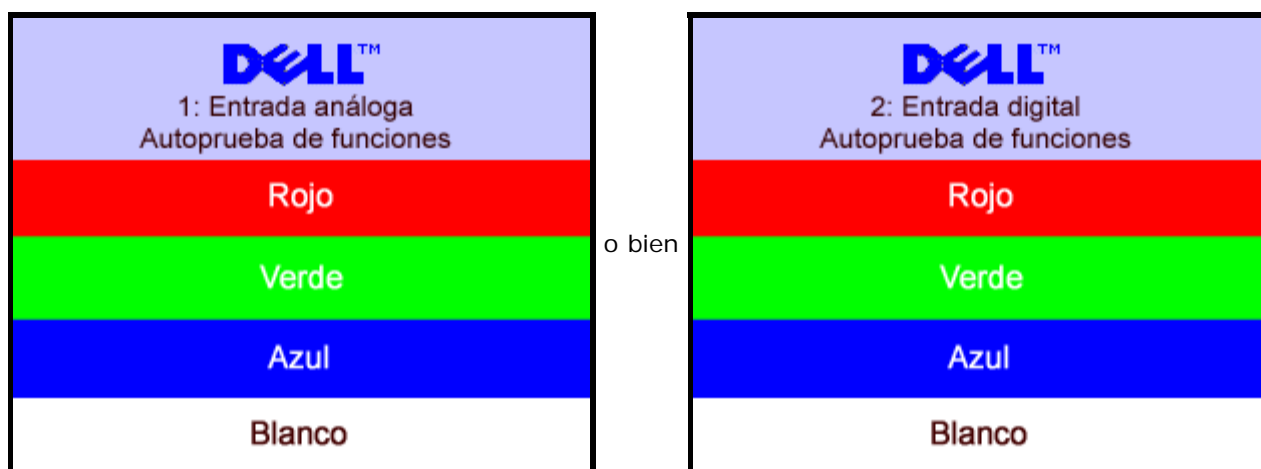 DELL™
1: Entrada análoga
Autoprueba de funciones
Rojo
Verde
Azul
Blanco
o bien
DELL™
2: Entrada digital
Autoprueba de funciones
Rojo
Verde
Azul
Blanco